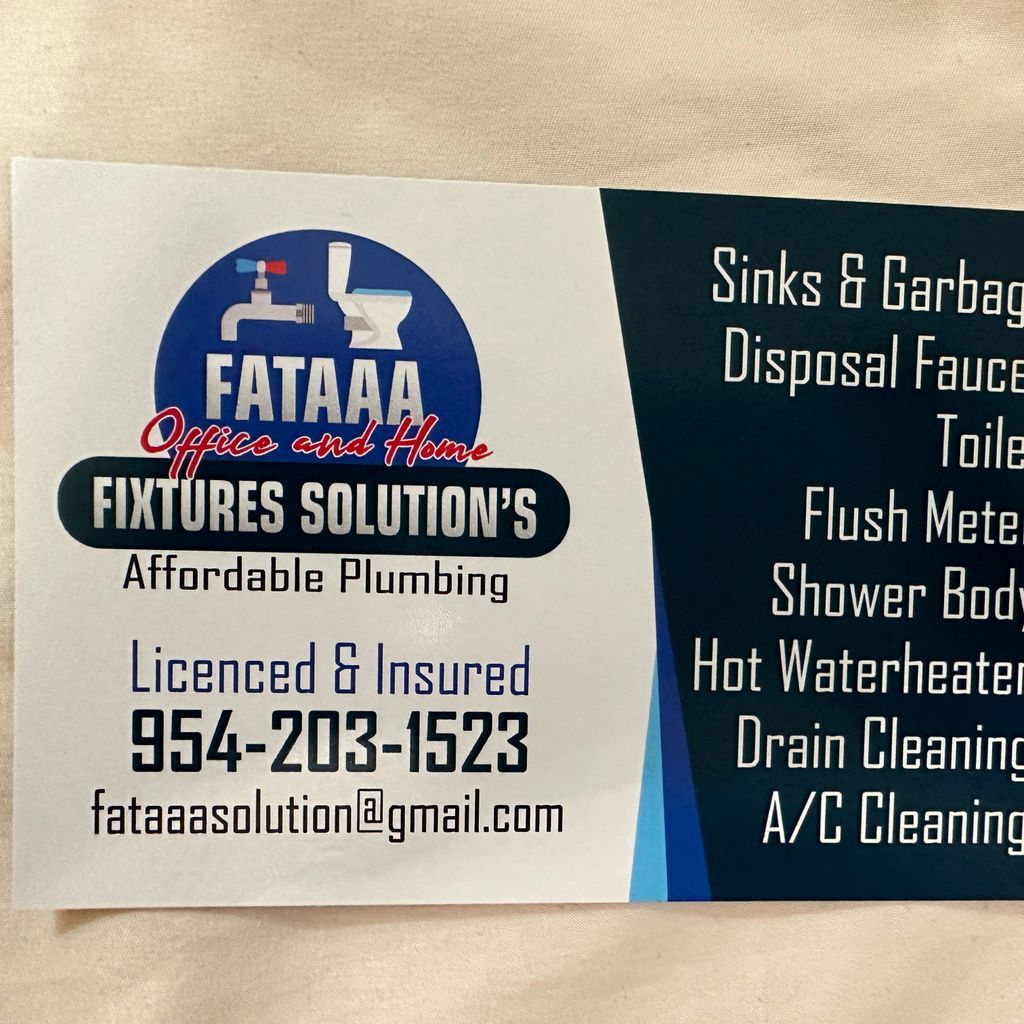 FATAAA
Office and Home
FIXTURES SOLUTION'S
Affordable Plumbing
Licenced & Insured
954-203-1523
fataaasolution@gmail.com
Sinks & Garbag
Disposal Fauce
Toile
Flush Mete
Shower Body
Hot Waterheater
Drain Cleaning
A/C Cleaning